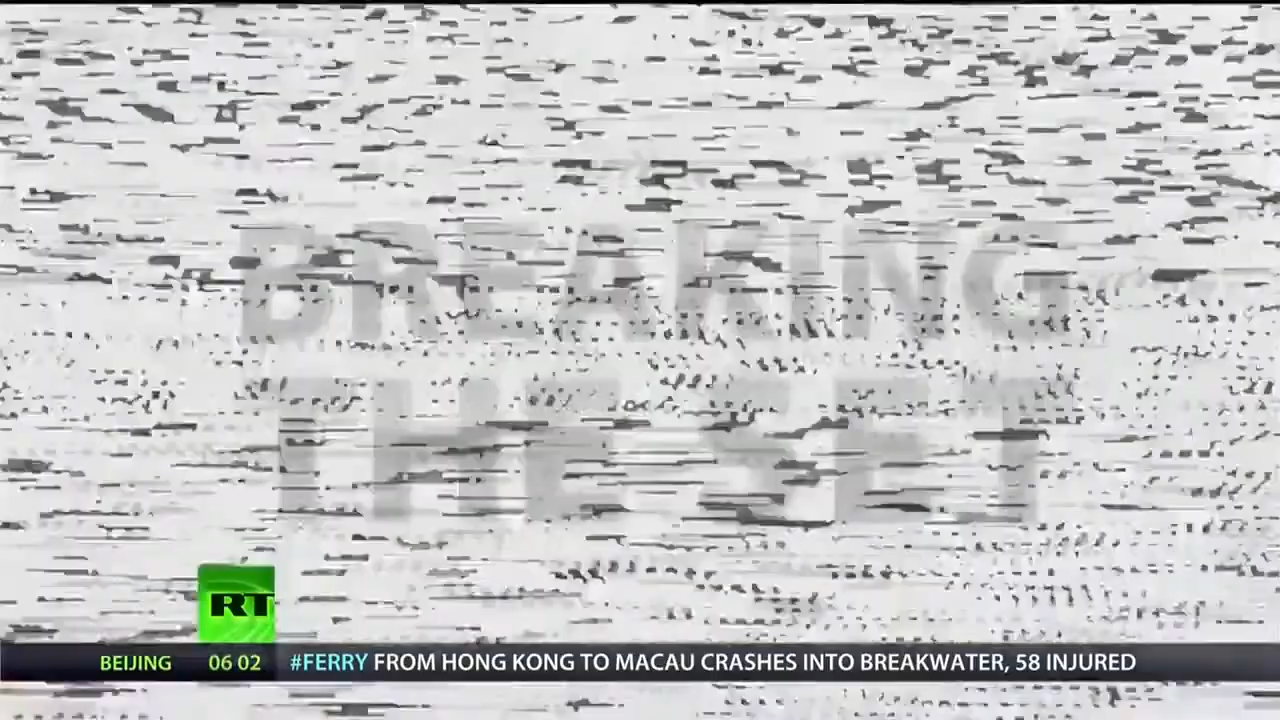 BREAKING
THE SET
RT
BEIJING 06 02 #FERRY FROM HONG KONG TO MACAU CRASHES INTO BREAKWATER, 58 INJURED